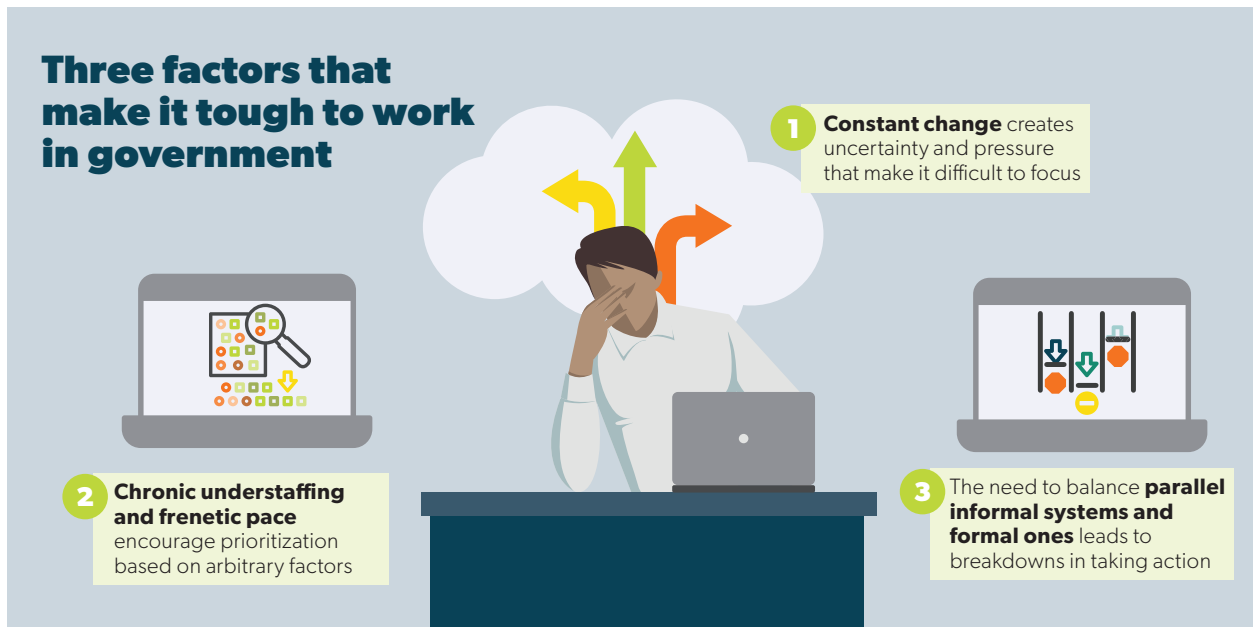 Three factors that
make it tough to work
in government
1
Constant change creates
uncertainty and pressure
that make it difficult to focus
2
Chronic understaffing
and frenetic pace
encourage prioritization
based on arbitrary factors
3
The need to balance parallel
informal systems and
formal ones leads to
breakdowns in taking action